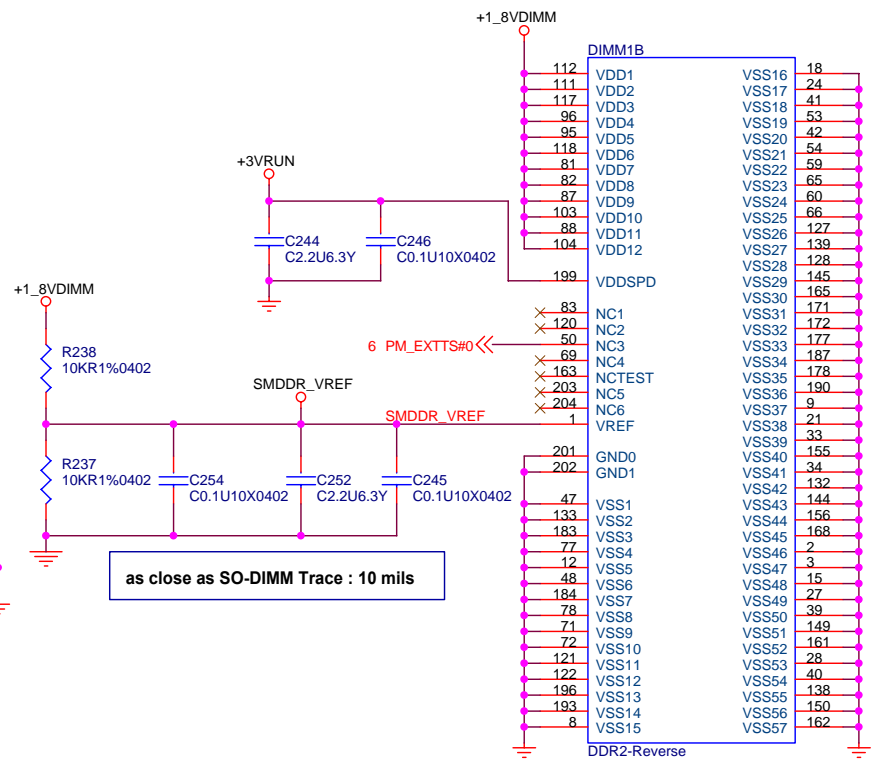 +1_8VDIMM
DIMM1B
112 VDD1 VSS16 18
111 VDD2 VSS17 24
117 VDD3 VSS18 41
96 VDD4 VSS19 53
95 VDD5 VSS20 42
118 VDD6 VSS21 54
81 VDD7 VSS22 59
82 VDD8 VSS23 65
87 VDD9 VSS24 60
103 VDD10 VSS25 66
88 VDD11 VSS26 127
104 VDD12 VSS27 139
VSS28 128
199 VDDSPD VSS29 145
VSS30 165
83 NC1 VSS31 171
120 NC2 VSS32 172
50 NC3 VSS33 177
69 NC4 VSS34 187
163 NCTEST VSS35 178
203 NC5 VSS36 190
204 NC6 VSS37 9
1 VREF VSS38 21
VSS39 33
201 GND0 VSS40 155
202 GND1 VSS41 34
VSS42 132
47 VSS1 VSS43 144
133 VSS2 VSS44 156
183 VSS3 VSS45 168
77 VSS4 VSS46 2
12 VSS5 VSS47 3
48 VSS6 VSS48 15
184 VSS7 VSS49 27
78 VSS8 VSS50 39
71 VSS9 VSS51 149
72 VSS10 VSS52 161
121 VSS11 VSS53 28
122 VSS12 VSS54 40
196 VSS13 VSS55 138
193 VSS14 VSS56 150
8 VSS15 VSS57 162
DDR2-Reverse
+3VRUN
C244
C2.2U6.3Y
C246
C0.1U10X0402
6 PM_EXTTS#0
+1_8VDIMM
R238
10KR1%0402
SMDDR_VREF
SMDDR_VREF
R237
10KR1%0402
C254
C0.1U10X0402
C252
C2.2U6.3Y
C245
C0.1U10X0402
as close as SO-DIMM Trace : 10 mils